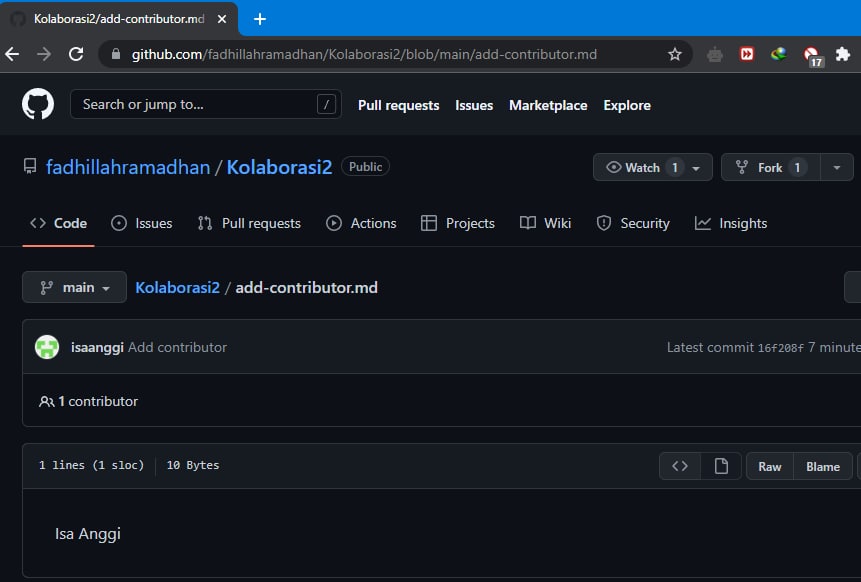 Kolaborasi2/add-contributor.md
github.com/fadhillahramadhan/Kolaborasi2/blob/main/add-contributor.md
17
Search or jump to... /
Pull requests Issues Marketplace Explore
fadhillahramadhan / Kolaborasi2 Public
Watch 1 Fork 1
Code Issues Pull requests Actions Projects Wiki Security Insights
main Kolaborasi2 / add-contributor.md
isaanggi Add contributor Latest commit 16f208f 7 minute
1 contributor
1 lines (1 sloc) 10 Bytes Raw Blame
Isa Anggi